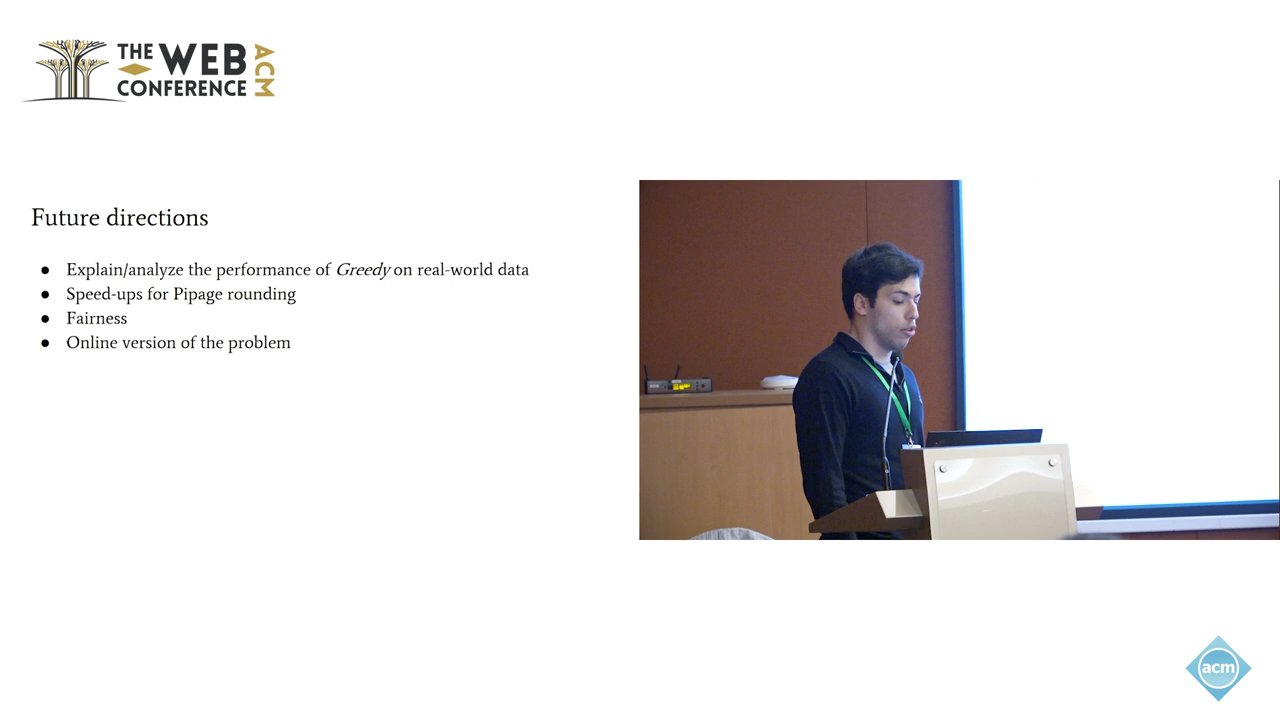 THE WEB
CONFERENCE
ACM
Future directions
● Explain/analyze the performance of Greedy on real-world data
● Speed-ups for Pipage rounding
● Fairness
● Online version of the problem
acm